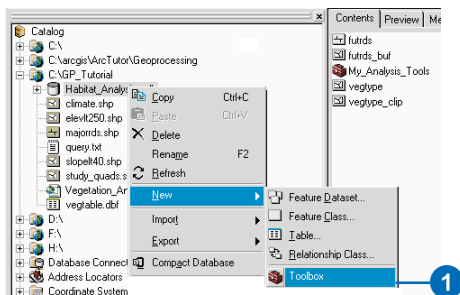 Catalog
C:\
C:\arcgis\ArcTutor\Geoprocessing
C:\GP_Tutorial
Habitat_Analys
climate.shp
elevlt250.shp
majorrds.shp
query.txt
slopelt40.shp
study_quads.s
Vegetation_Ar
vegtable.dbf
D:\
F:\
H:\
Database Connect
Address Locators
Coordinate System
Copy Ctrl+C
Paste Ctrl+V
Delete
Rename F2
Refresh
New
Import
Export
Compact Database
Feature Dataset...
Feature Class...
Table...
Relationship Class...
Toolbox
1
Contents Preview Me
futrds
futrds_buf
My_Analysis_Tools
vegtype
vegtype_clip